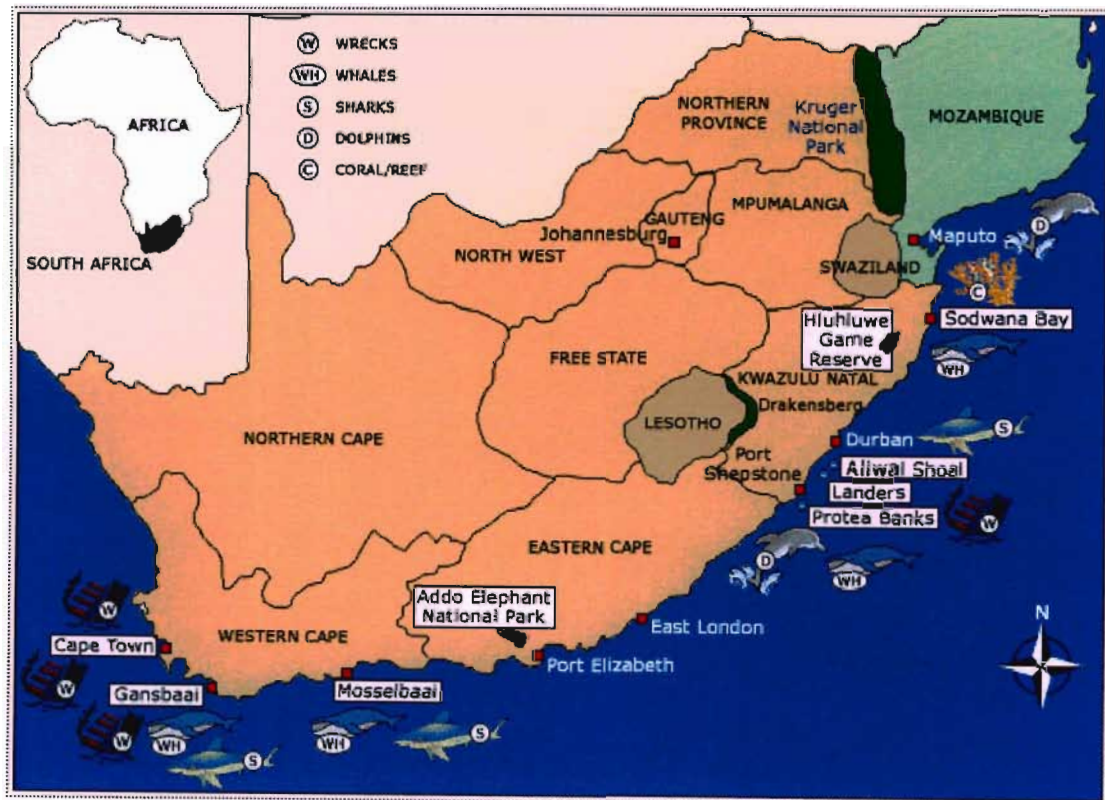 W WRECKS
WH WHALES
S SHARKS
D DOLPHINS
C CORAL/REEF
AFRICA
SOUTH AFRICA
NORTHERN
PROVINCE
Kruger
National
Park
MOZAMBIQUE
MPUMALANGA
GAUTENG
Johannesburg
NORTH WEST
Maputo
SWAZILAND
D
C
Sodwana Bay
Hluhluwe
Game
Reserve
WH
FREE STATE
KWAZULU NATAL
Drakensberg
LESOTHO
NORTHERN CAPE
Durban
S
Port
Shepstone
Aliwal Shoal
Landers
Protea Banks
W
EASTERN CAPE
D
WH
Addo Elephant
National Park
WESTERN CAPE
East London
N
W
Cape Town
Port Elizabeth
W
Gansbaai
Mosselbaai
W
WH
S
WH
S